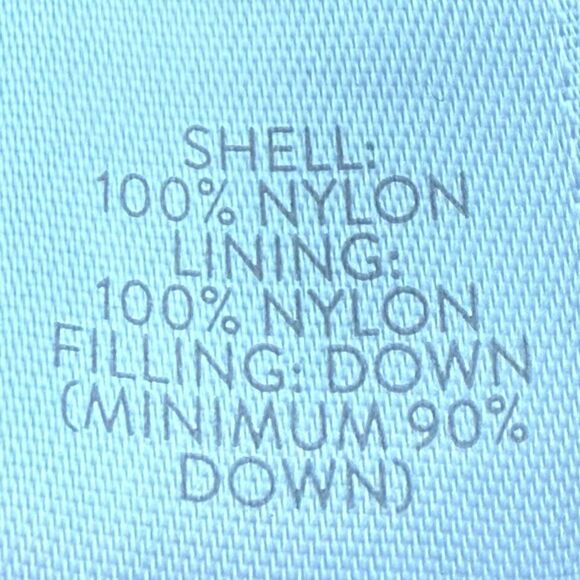 SHELL:
100% NYLON
LINING:
100% NYLON
FILLING: DOWN
(MINIMUM 90%
DOWN)